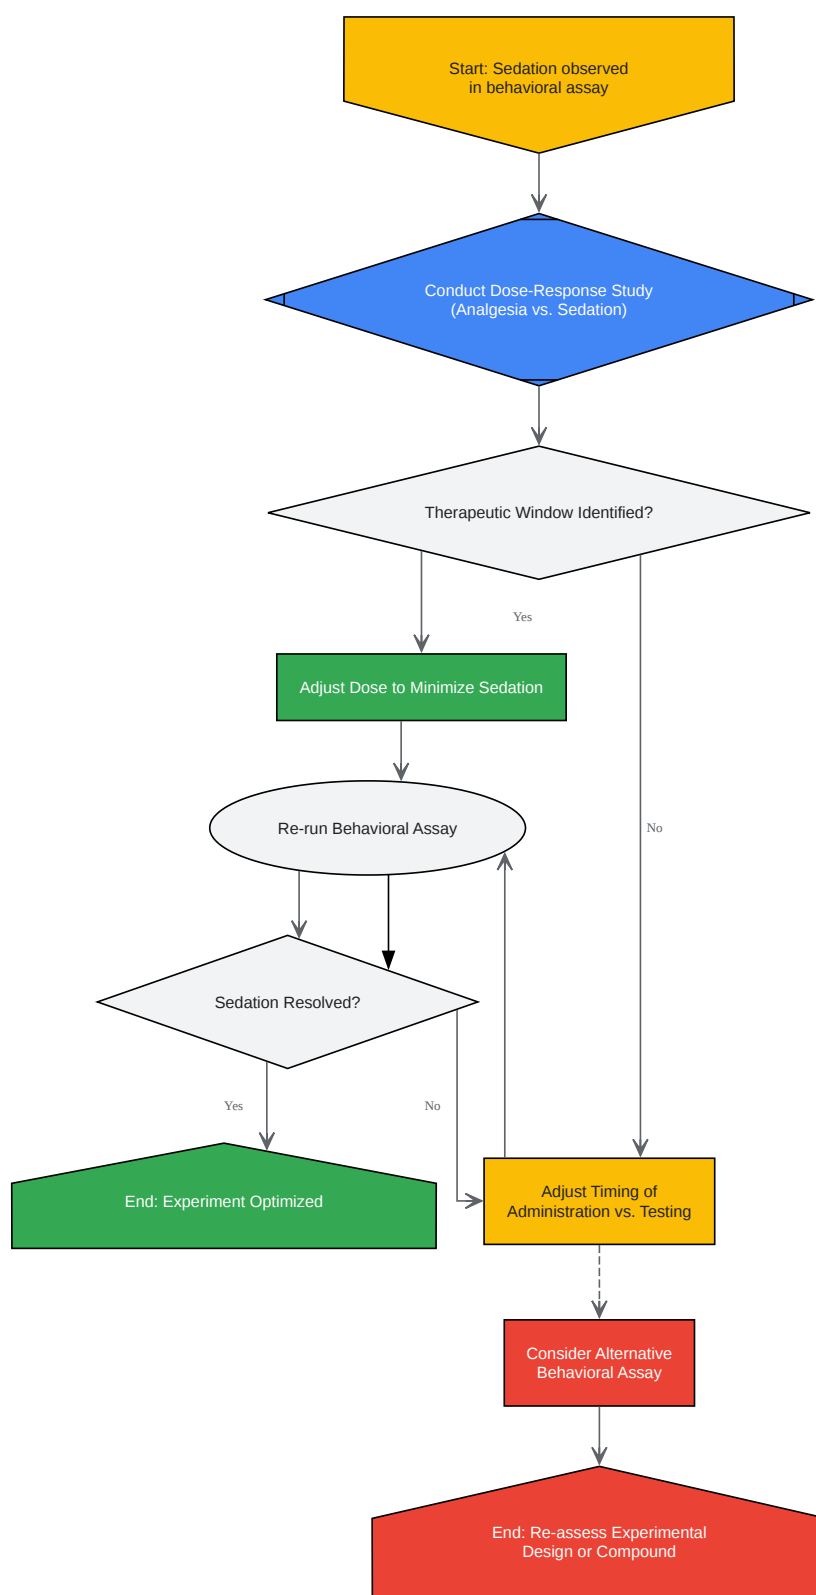 Start: Sedation observed
in behavioral assay
Conduct Dose-Response Study
(Analgesia vs. Sedation)
Therapeutic Window Identified?
Yes
Adjust Dose to Minimize Sedation
Re-run Behavioral Assay
No
Sedation Resolved?
Yes
No
End: Experiment Optimized
Adjust Timing of
Administration vs. Testing
Consider Alternative
Behavioral Assay
End: Re-assess Experimental
Design or Compound